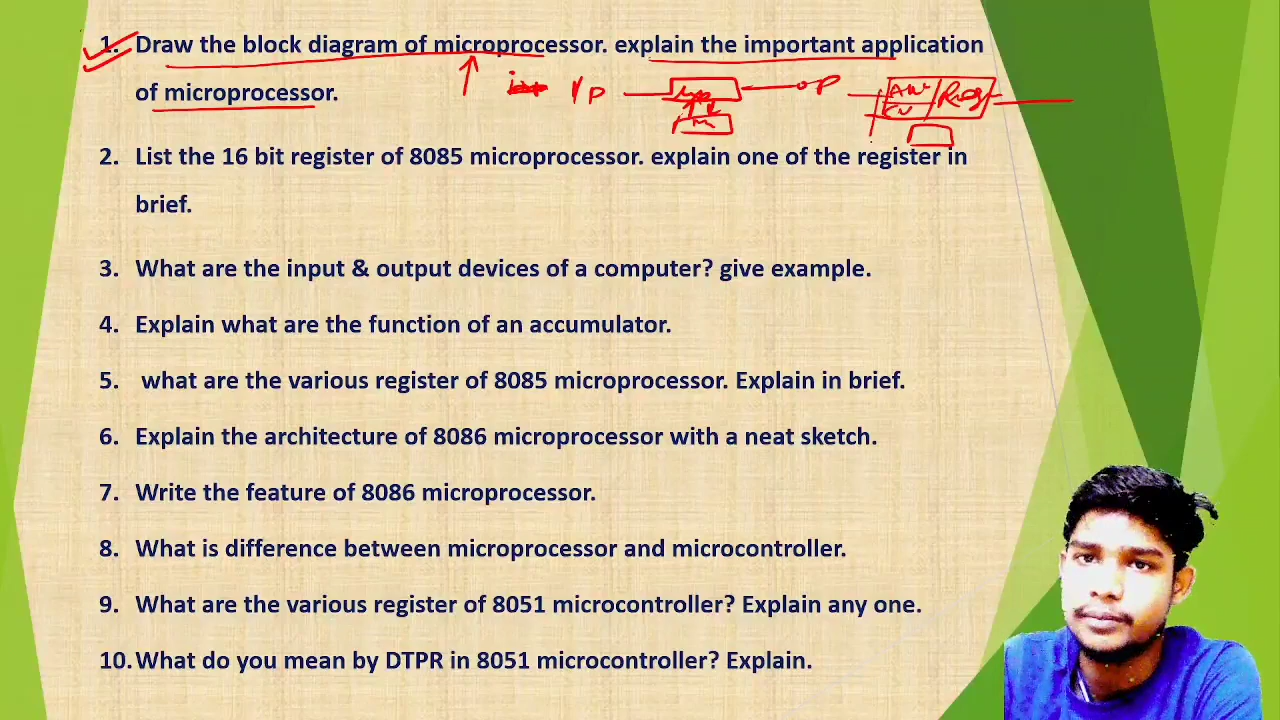 1. Draw the block diagram of microprocessor. explain the important application
of microprocessor.
I/P
O/P
2. List the 16 bit register of 8085 microprocessor. explain one of the register in
brief.
3. What are the input & output devices of a computer? give example.
4. Explain what are the function of an accumulator.
5. what are the various register of 8085 microprocessor. Explain in brief.
6. Explain the architecture of 8086 microprocessor with a neat sketch.
7. Write the feature of 8086 microprocessor.
8. What is difference between microprocessor and microcontroller.
9. What are the various register of 8051 microcontroller? Explain any one.
10. What do you mean by DTPR in 8051 microcontroller? Explain.